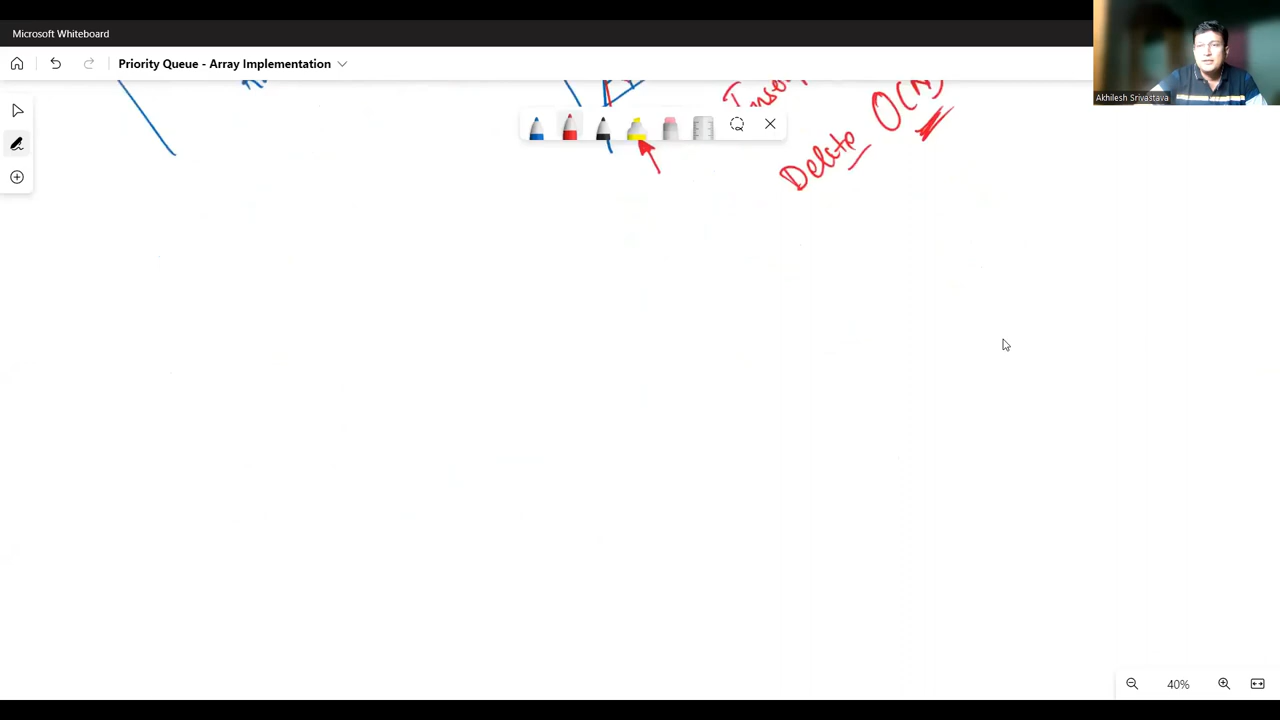 Microsoft Whiteboard
Priority Queue - Array Implementation
Akhilesh Srivastava
Delete O(N)
40%